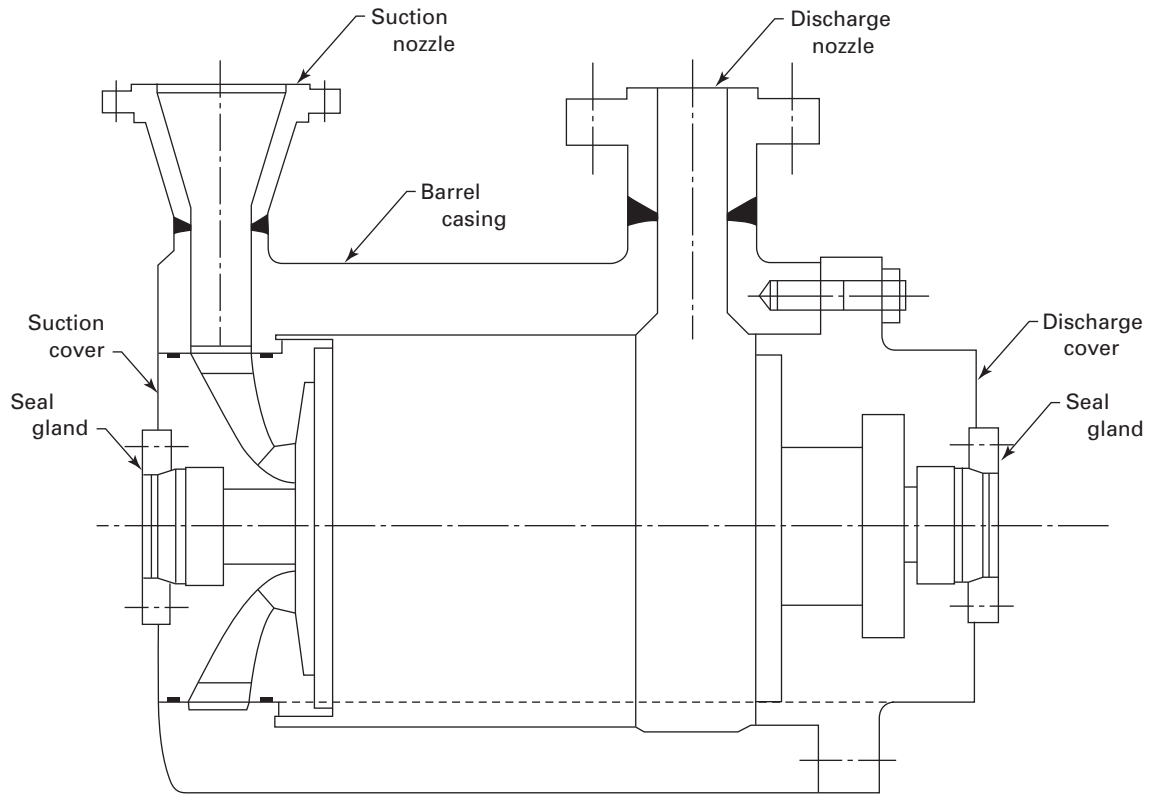 Suction
nozzle
Discharge
nozzle
Barrel
casing
Suction
cover
Discharge
cover
Seal
gland
Seal
gland